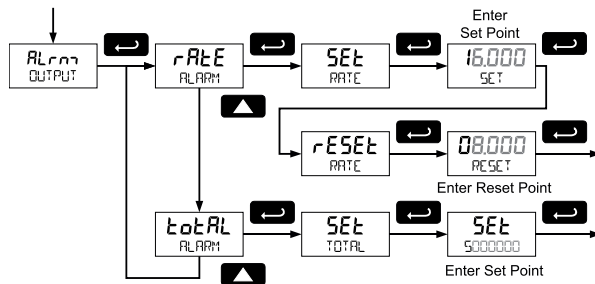 Enter
Set Point
ALrm
OUTPUT
rAtE
ALARM
SEt
RATE
16.000
SET
rESEt
RATE
08.000
RESET
Enter Reset Point
totAL
ALARM
SEt
TOTAL
SEt
5000000
Enter Set Point